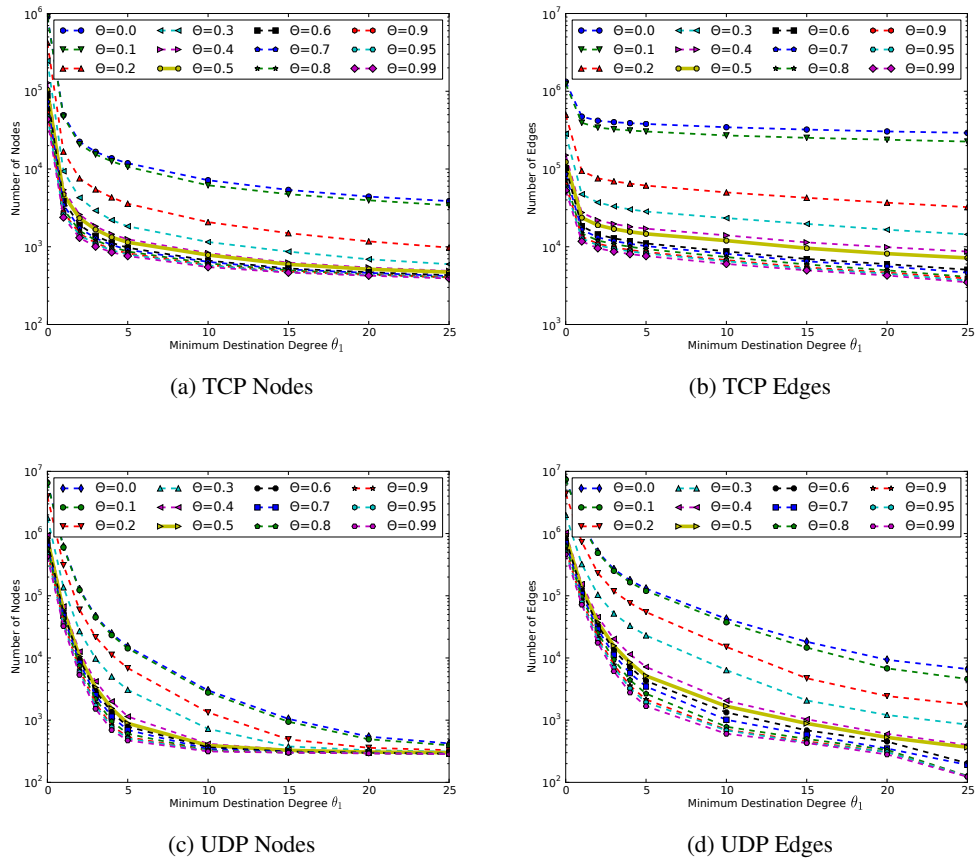 10^6
10^5
10^4
10^3
10^2
0
5
10
15
20
25
Number of Nodes
Minimum Destination Degree θ_1
Θ=0.0
Θ=0.1
Θ=0.2
Θ=0.3
Θ=0.4
Θ=0.5
Θ=0.6
Θ=0.7
Θ=0.8
Θ=0.9
Θ=0.95
Θ=0.99
(a) TCP Nodes
10^7
10^6
10^5
10^4
10^3
0
5
10
15
20
25
Number of Edges
Minimum Destination Degree θ_1
Θ=0.0
Θ=0.1
Θ=0.2
Θ=0.3
Θ=0.4
Θ=0.5
Θ=0.6
Θ=0.7
Θ=0.8
Θ=0.9
Θ=0.95
Θ=0.99
(b) TCP Edges
10^7
10^6
10^5
10^4
10^3
10^2
0
5
10
15
20
25
Number of Nodes
Minimum Destination Degree θ_1
Θ=0.0
Θ=0.1
Θ=0.2
Θ=0.3
Θ=0.4
Θ=0.5
Θ=0.6
Θ=0.7
Θ=0.8
Θ=0.9
Θ=0.95
Θ=0.99
(c) UDP Nodes
10^7
10^6
10^5
10^4
10^3
10^2
0
5
10
15
20
25
Number of Edges
Minimum Destination Degree θ_1
Θ=0.0
Θ=0.1
Θ=0.2
Θ=0.3
Θ=0.4
Θ=0.5
Θ=0.6
Θ=0.7
Θ=0.8
Θ=0.9
Θ=0.95
Θ=0.99
(d) UDP Edges